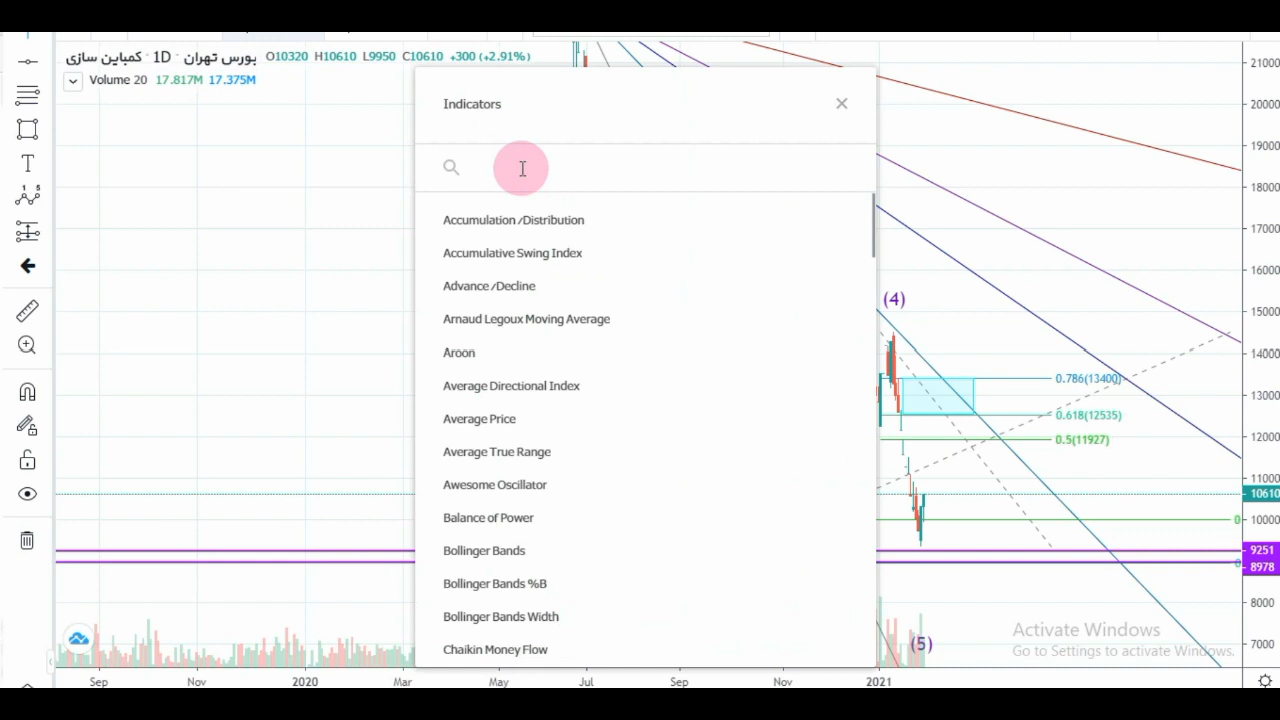 کمباین سازی · 1D · بورس تهران O10320 H10610 L9950 C10610 +300 (+2.91%)
Volume 20 17.817M 17.375M
Indicators
Accumulation/Distribution
Accumulative Swing Index
Advance/Decline
Arnaud Legoux Moving Average
Aroon
Average Directional Index
Average Price
Average True Range
Awesome Oscillator
Balance of Power
Bollinger Bands
Bollinger Bands %B
Bollinger Bands Width
Chaikin Money Flow
(4)
0.786(13400)
0.618(12535)
0.5(11927)
0
(5)
21000
20000
19000
18000
17000
16000
15000
14000
13000
12000
11000
10610
10000
9251
8978
8000
7000
Activate Windows
Go to Settings to activate Windows.
Sep Nov 2020 Mar May Jul Sep Nov 2021